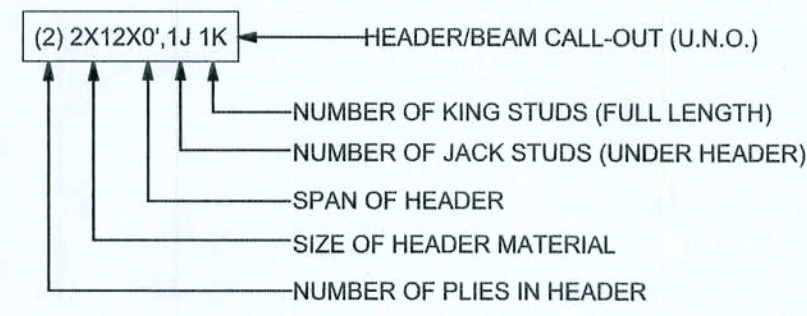 (2) 2X12X0',1J 1K
HEADER/BEAM CALL-OUT (U.N.O.)
NUMBER OF KING STUDS (FULL LENGTH)
NUMBER OF JACK STUDS (UNDER HEADER)
SPAN OF HEADER
SIZE OF HEADER MATERIAL
NUMBER OF PLIES IN HEADER